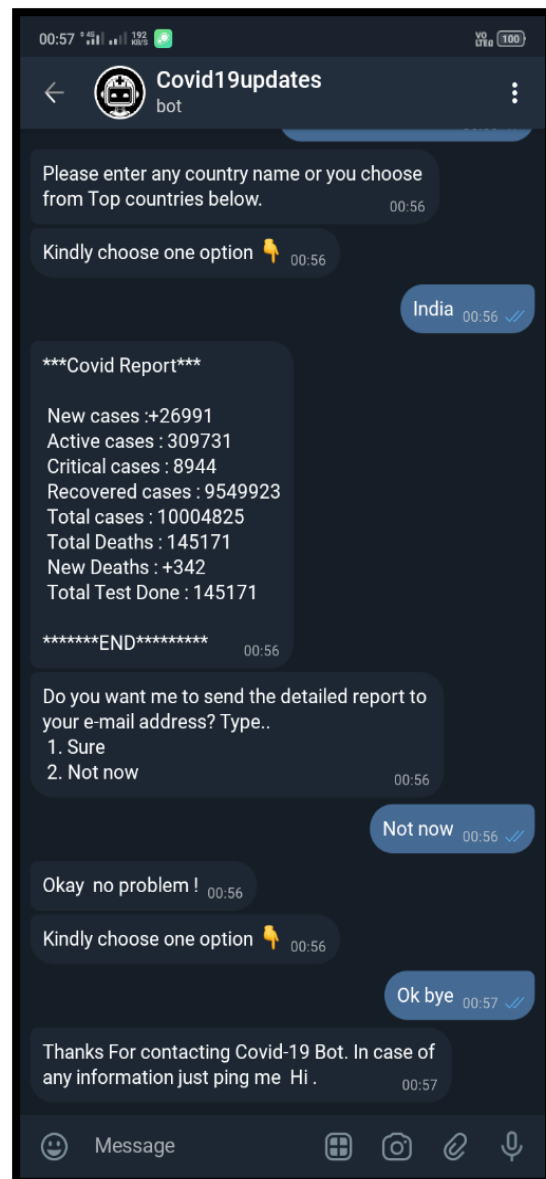 00:57 4G 192 KB/S VO LTE 100
Covid19updates
bot
Please enter any country name or you choose
from Top countries below. 00:56
Kindly choose one option 👇 00:56
India 00:56
***Covid Report***
New cases :+26991
Active cases : 309731
Critical cases : 8944
Recovered cases : 9549923
Total cases : 10004825
Total Deaths : 145171
New Deaths : +342
Total Test Done : 145171
*******END********* 00:56
Do you want me to send the detailed report to
your e-mail address? Type..
1. Sure
2. Not now 00:56
Not now 00:56
Okay no problem ! 00:56
Kindly choose one option 👇 00:56
Ok bye 00:57
Thanks For contacting Covid-19 Bot. In case of
any information just ping me Hi . 00:57
Message